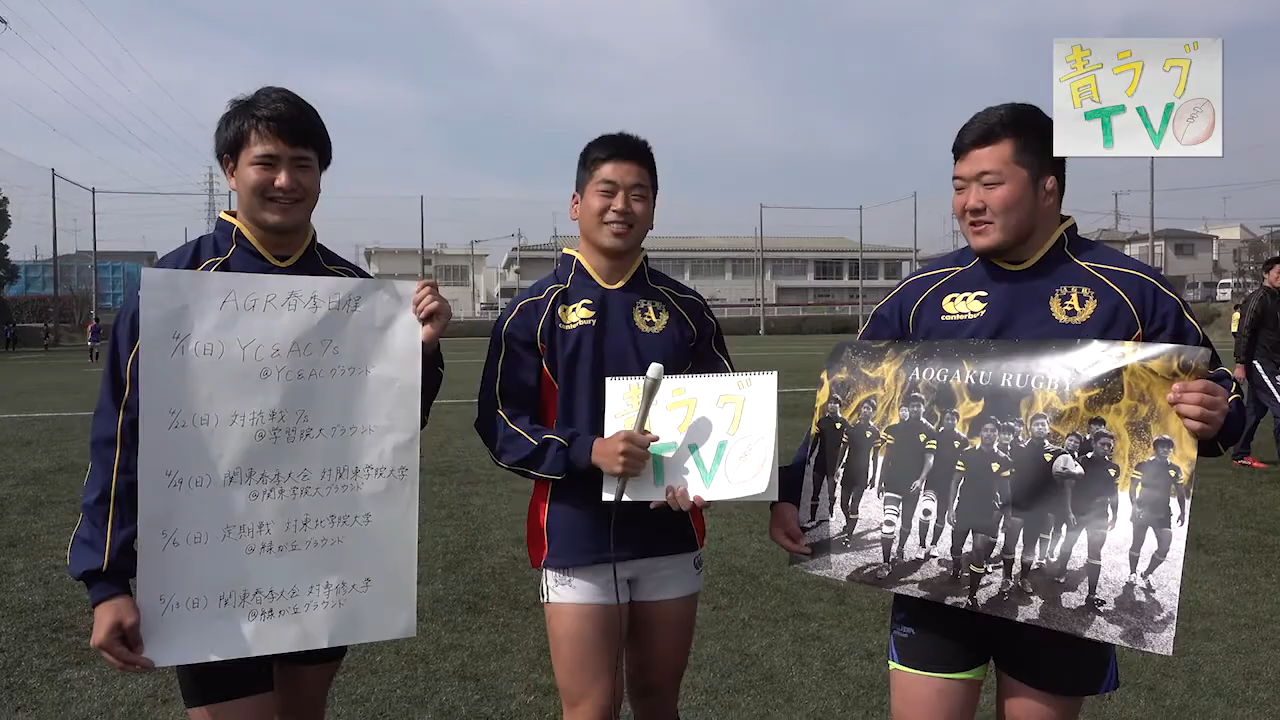 AGR春季日程
4/1(日) YC&AC 7s
@YC&ACグラウンド
4/22(日) 対抗戦 7s
@学習院大グラウンド
4/29(日) 関東春季大会 対関東学院大学
@関東学院大グラウンド
5/6(日) 定期戦 対東北学院大学
@緑が丘グラウンド
5/13(日) 関東春季大会 対専修大学
@緑が丘グラウンド
canterbury
青ラグ
TV
canterbury
A
AOGAKU RUGBY
青ラグ
TV